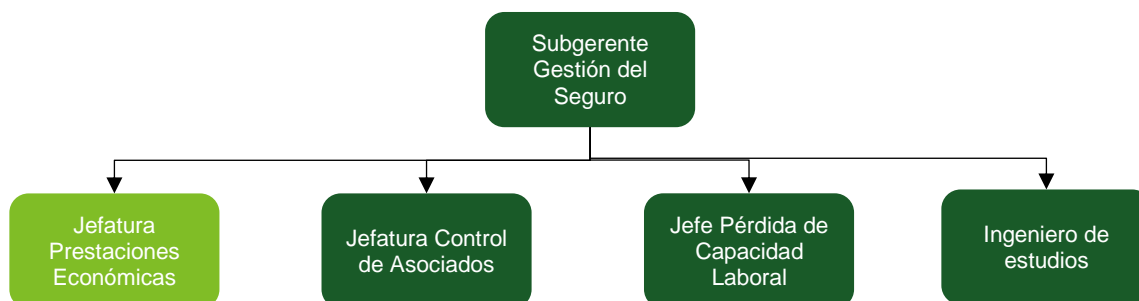 Subgerente
Gestión del
Seguro
Jefatura
Prestaciones
Económicas
Jefatura Control
de Asociados
Jefe Pérdida de
Capacidad
Laboral
Ingeniero de
estudios